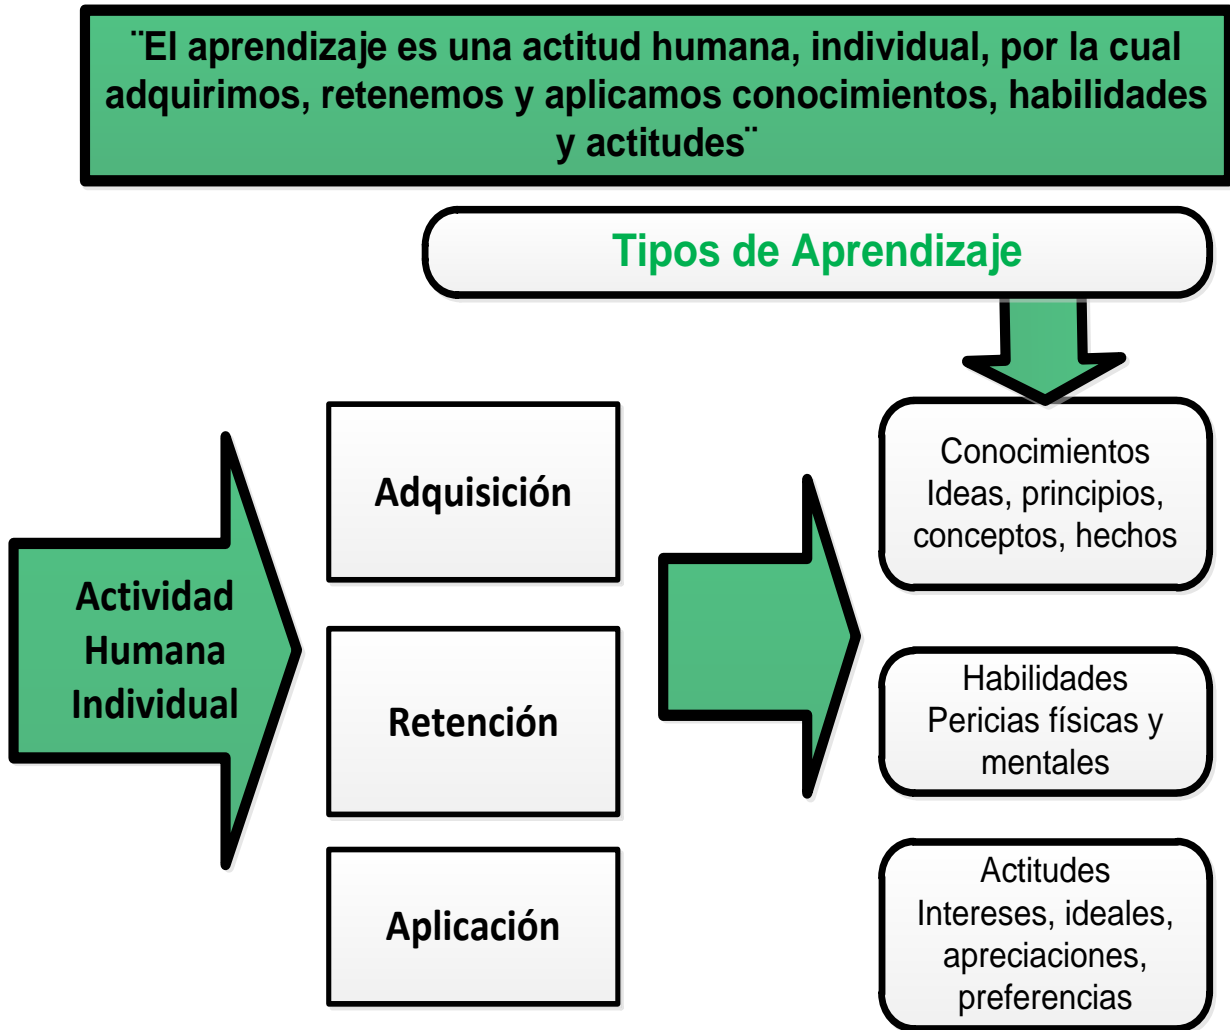 ¨El aprendizaje es una actitud humana, individual, por la cual
adquirimos, retenemos y aplicamos conocimientos, habilidades
y actitudes¨
Tipos de Aprendizaje
Actividad
Humana
Individual
Adquisición
Retención
Aplicación
Conocimientos
Ideas, principios,
conceptos, hechos
Habilidades
Pericias físicas y
mentales
Actitudes
Intereses, ideales,
apreciaciones,
preferencias